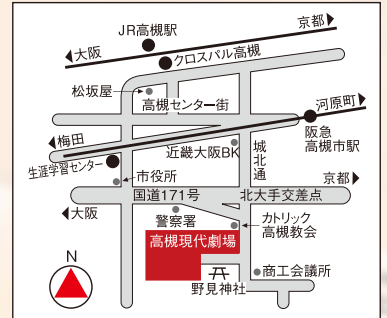 京都
JR高槻駅
大阪
クロスパル高槻
松坂屋
高槻センター街
河原町
梅田
近畿大阪BK
城北通
阪急
高槻市駅
生涯学習センター
市役所
京都
国道171号
北大手交差点
大阪
警察署
カトリック
高槻教会
高槻現代劇場
N
商工会議所
野見神社